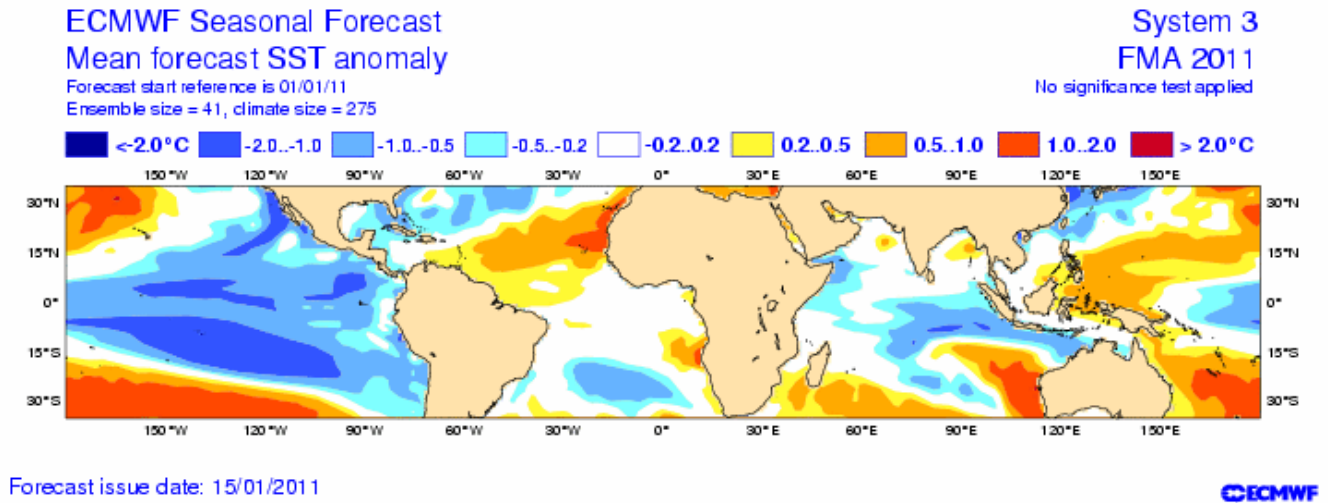 ECMWF Seasonal Forecast
System 3
Mean forecast SST anomaly
FMA 2011
Forecast start reference is 01/01/11
No significance test applied
Ensemble size = 41, climate size = 275
<-2.0°C -2.0..-1.0 -1.0..-0.5 -0.5..-0.2 -0.2..0.2 0.2..0.5 0.5..1.0 1.0..2.0 > 2.0°C
150°W 120°W 90°W 60°W 30°W 0° 30°E 60°E 90°E 120°E 150°E
30°N 30°N
15°N 15°N
0° 0°
15°S 15°S
30°S 30°S
150°W 120°W 90°W 60°W 30°W 0° 30°E 60°E 90°E 120°E 150°E
Forecast issue date: 15/01/2011
ECMWF